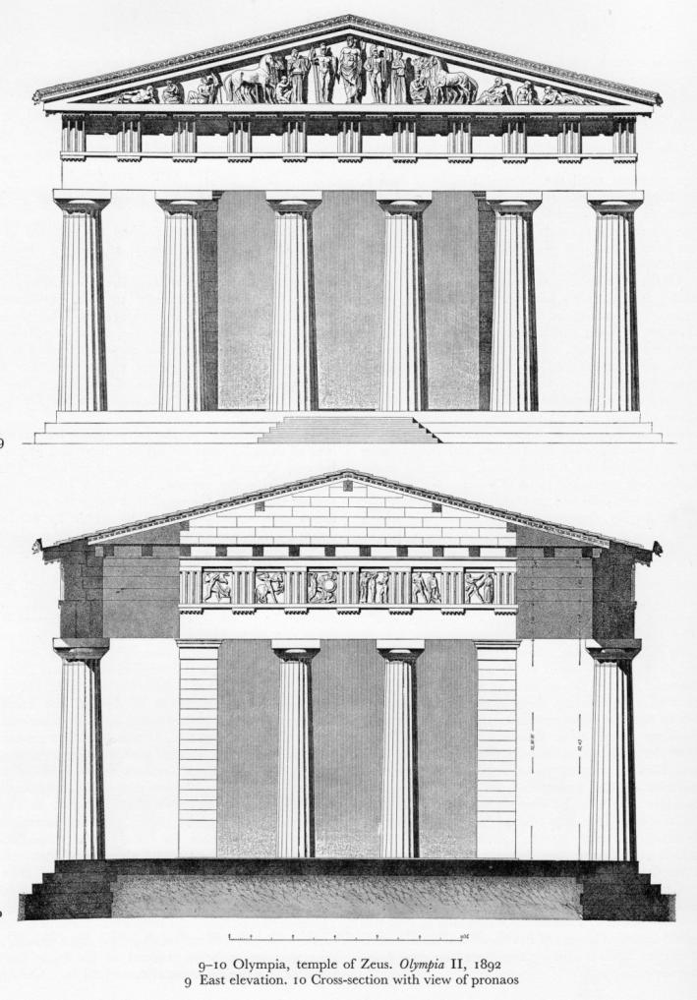 9
9–10 Olympia, temple of Zeus. Olympia II, 1892
9 East elevation. 10 Cross-section with view of pronaos